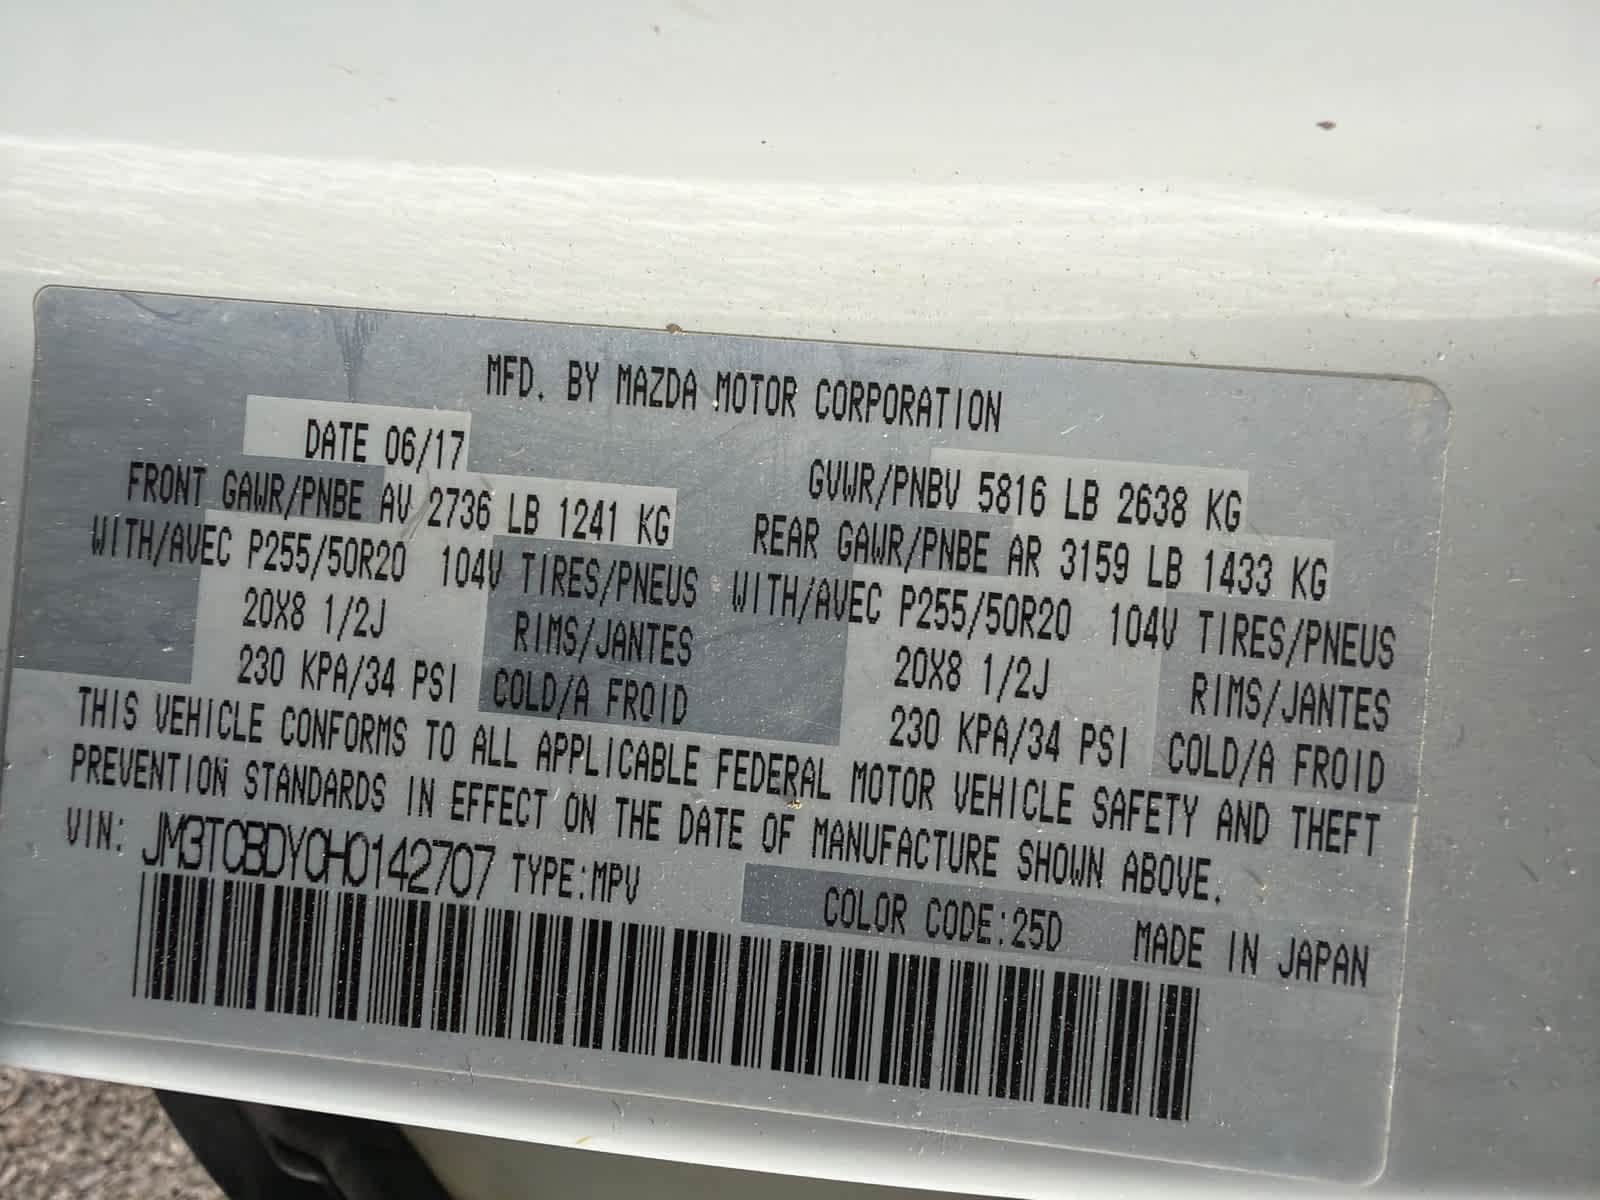 MFD. BY MAZDA MOTOR CORPORATION
DATE 06/17
GVWR/PNBV 5816 LB 2638 KG
FRONT GAWR/PNBE AV 2736 LB 1241 KG
REAR GAWR/PNBE AR 3159 LB 1433 KG
WITH/AVEC P255/50R20 104V TIRES/PNEUS
WITH/AVEC P255/50R20 104V TIRES/PNEUS
20X8 1/2J RIMS/JANTES
20X8 1/2J RIMS/JANTES
230 KPA/34 PSI COLD/A FROID
230 KPA/34 PSI COLD/A FROID
THIS VEHICLE CONFORMS TO ALL APPLICABLE FEDERAL MOTOR VEHICLE SAFETY AND THEFT
PREVENTION STANDARDS IN EFFECT ON THE DATE OF MANUFACTURE SHOWN ABOVE.
VIN: JM3TCBDY0H0142707 TYPE:MPV
COLOR CODE:25D MADE IN JAPAN